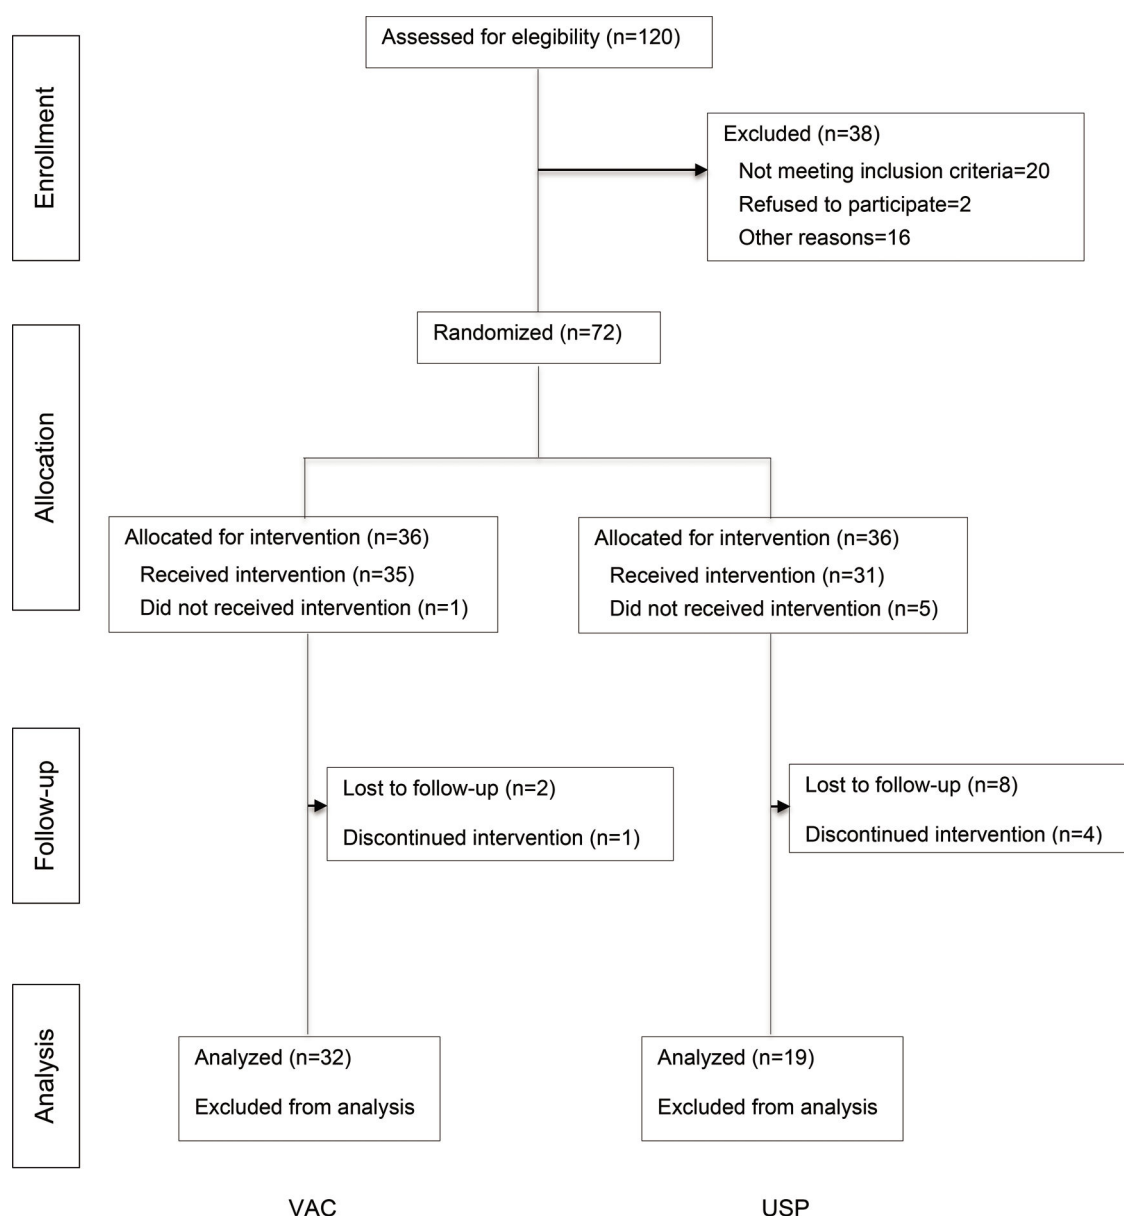 Enrollment
Assessed for elegibility (n=120)
Excluded (n=38)
Not meeting inclusion criteria=20
Refused to participate=2
Other reasons=16
Allocation
Randomized (n=72)
Allocated for intervention (n=36)
Received intervention (n=35)
Did not received intervention (n=1)
Allocated for intervention (n=36)
Received intervention (n=31)
Did not received intervention (n=5)
Follow-up
Lost to follow-up (n=2)
Discontinued intervention (n=1)
Lost to follow-up (n=8)
Discontinued intervention (n=4)
Analysis
Analyzed (n=32)
Excluded from analysis
Analyzed (n=19)
Excluded from analysis
VAC
USP